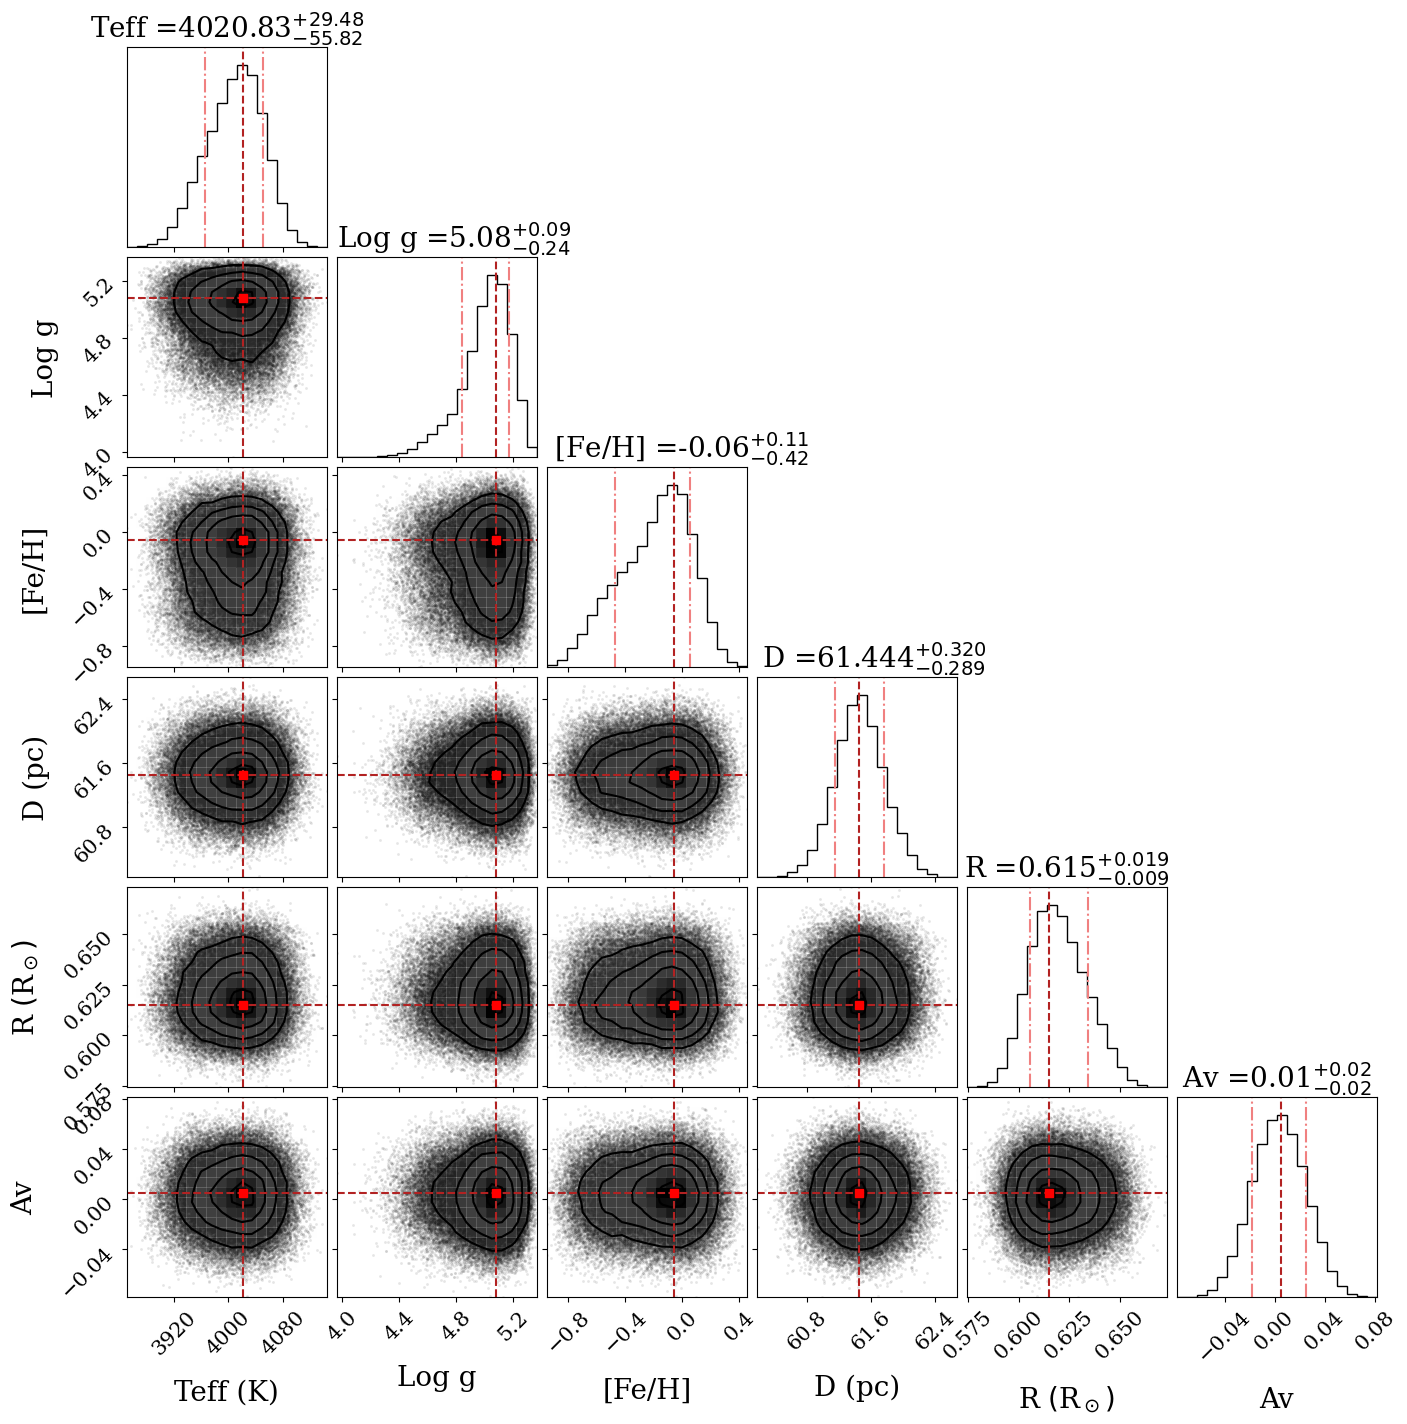 Teff =4020.83 +29.48 −55.82
Log g =5.08 +0.09 −0.24
5.2
4.8
4.4
4.0
Log g
[Fe/H] =-0.06 +0.11 −0.42
0.4
0.0
−0.4
−0.8
[Fe/H]
D =61.444 +0.320 −0.289
62.4
61.6
60.8
D (pc)
R =0.615 +0.019 −0.009
0.650
0.625
0.600
0.575
R (R⊙)
Av =0.01 +0.02 −0.02
0.08
0.04
0.00
−0.04
Av
3920 4000 4080
Teff (K)
4.0 4.4 4.8 5.2
Log g
−0.8 −0.4 0.0 0.4
[Fe/H]
60.8 61.6 62.4
D (pc)
0.575 0.600 0.625 0.650
R (R⊙)
−0.04 0.00 0.04 0.08
Av